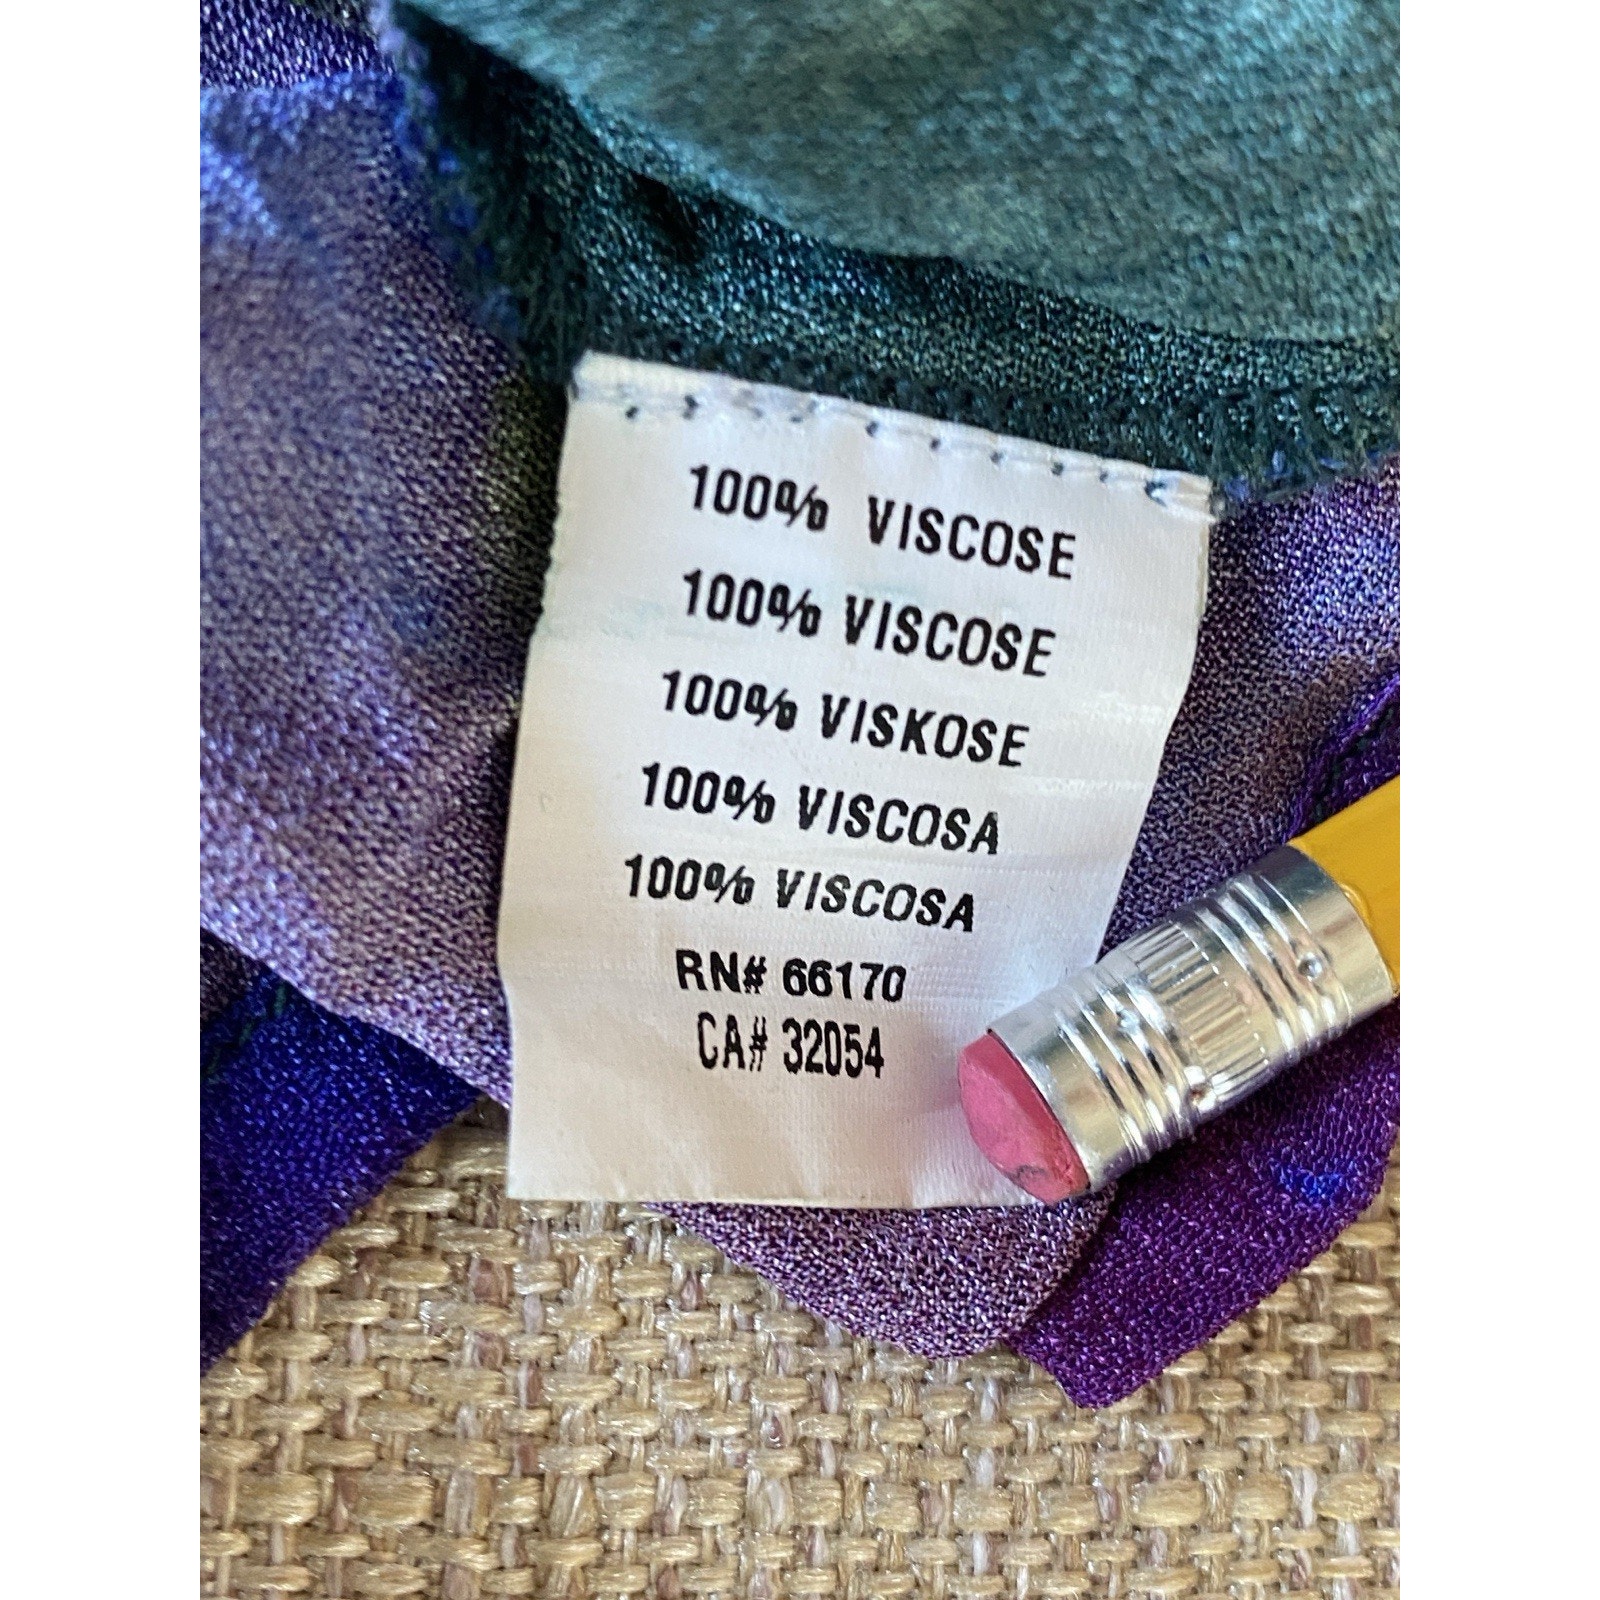 100% VISCOSE
100% VISCOSE
100% VISKOSE
100% VISCOSA
100% VISCOSA
RN# 66170
CA# 32054